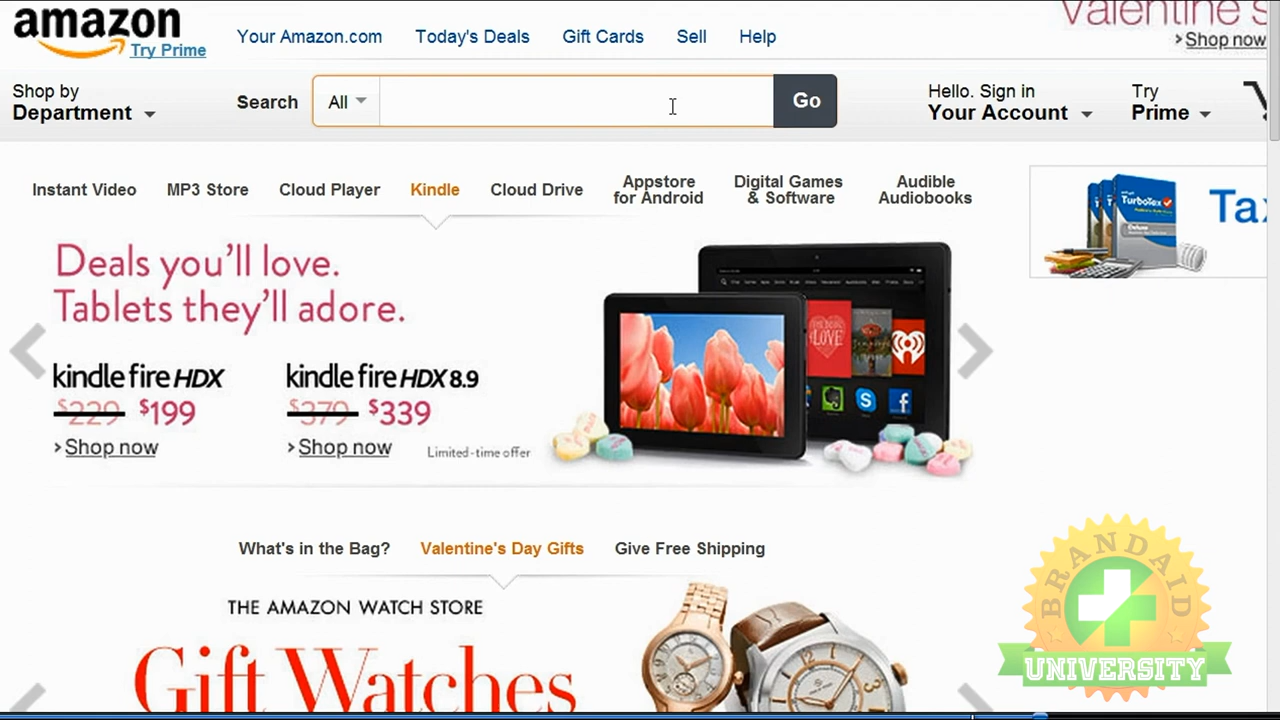 amazon
Try Prime
Your Amazon.com
Today's Deals
Gift Cards
Sell
Help
Valentine's
Shop now
Shop by
Department
Search
All
Go
Hello. Sign in
Your Account
Try
Prime
Instant Video
MP3 Store
Cloud Player
Kindle
Cloud Drive
Appstore
for Android
Digital Games
& Software
Audible
Audiobooks
TurboTax
Deluxe
Tax
Deals you'll love.
Tablets they'll adore.
kindle fire HDX
$229 $199
Shop now
kindle fire HDX 8.9
$379 $339
Shop now
Limited-time offer
LOVE
What's in the Bag?
Valentine's Day Gifts
Give Free Shipping
THE AMAZON WATCH STORE
Gift Watches
BRANDAID
UNIVERSITY